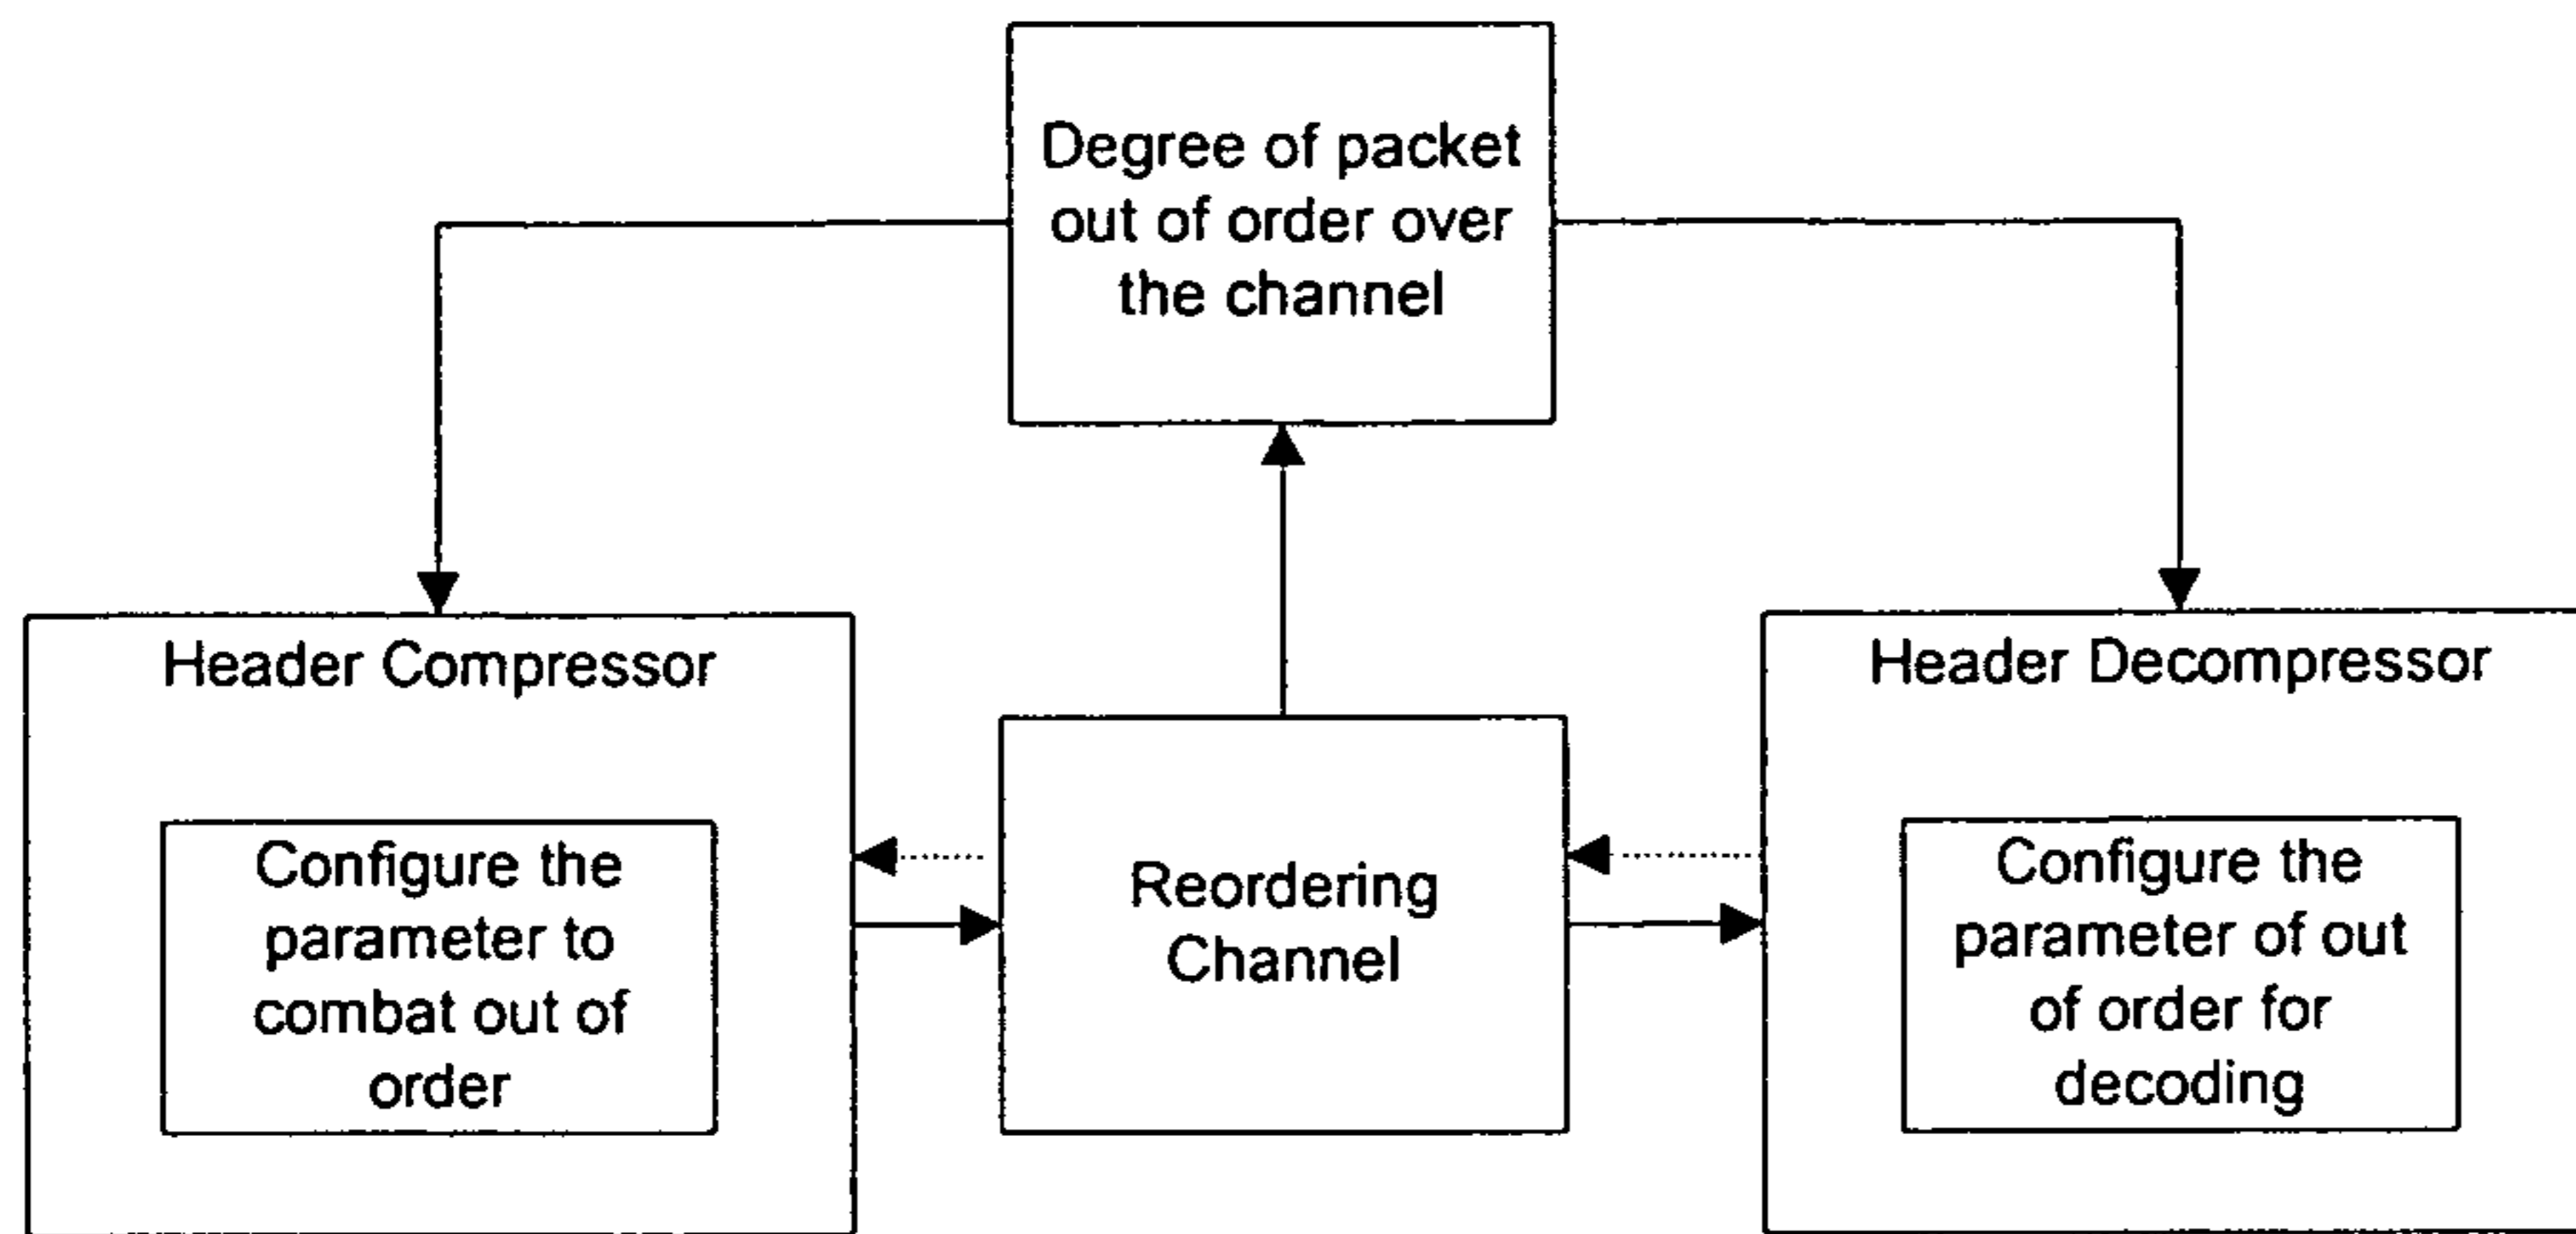 Degree of packet
out of order over
the channel
Header Compressor
Configure the
parameter to
combat out of
order
Reordering
Channel
Header Decompressor
Configure the
parameter of out
of order for
decoding